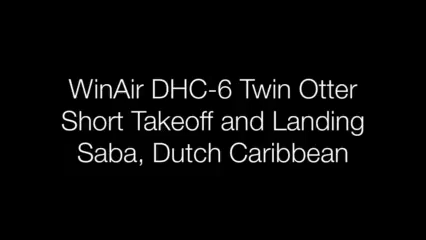 WinAir DHC-6 Twin Otter
Short Takeoff and Landing
Saba, Dutch Caribbean